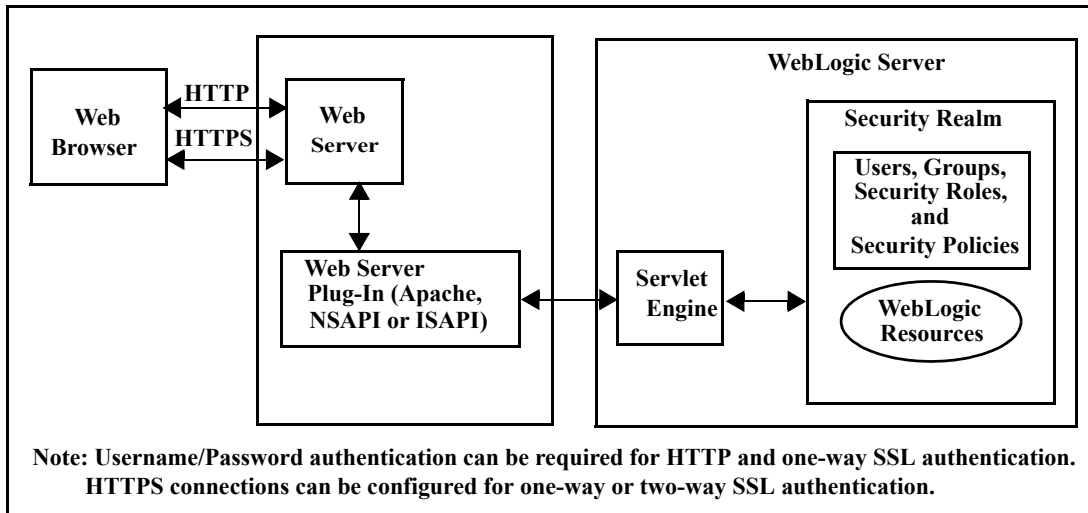 WebLogic Server
HTTP
Web
Browser
HTTPS
Web
Server
Security Realm
Users, Groups,
Security Roles,
and
Security Policies
Web Server
Plug-In (Apache,
NSAPI or ISAPI)
Servlet
Engine
WebLogic
Resources
Note: Username/Password authentication can be required for HTTP and one-way SSL authentication.
HTTPS connections can be configured for one-way or two-way SSL authentication.